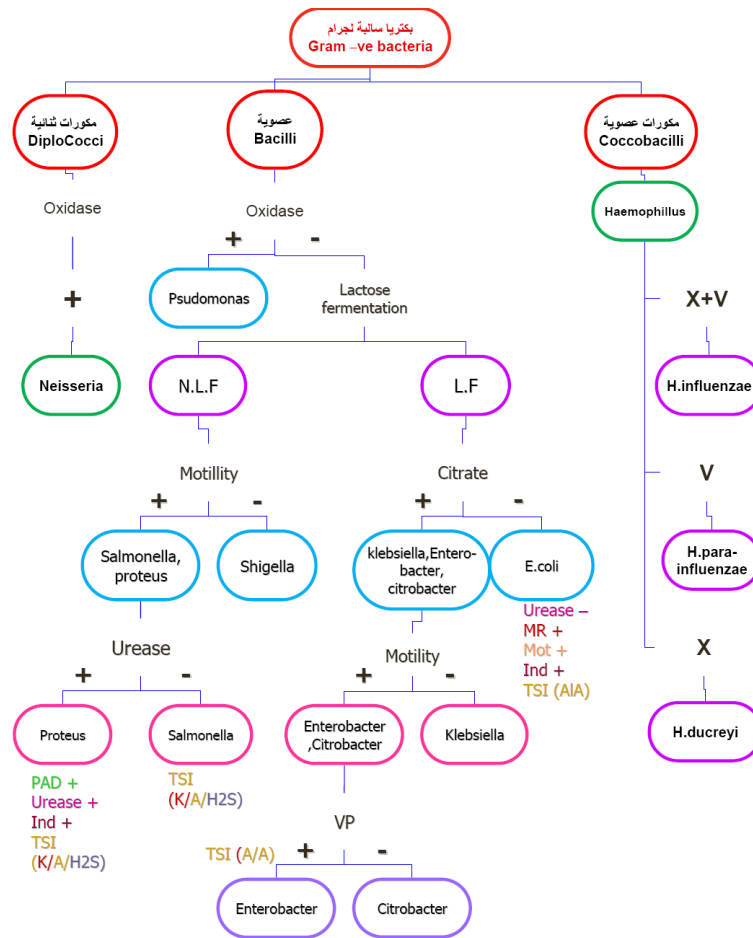 بكتريا سالبة لجرام
Gram –ve bacteria
مكورات ثنائية
DiploCocci
عصوية
Bacilli
مكورات عصوية
Coccobacilli
Oxidase
Oxidase
Haemophillus
+
-
+
Psudomonas
Lactose
fermentation
X+V
Neisseria
N.L.F
L.F
H.influenzae
Motillity
Citrate
V
+
-
+
-
Salmonella,
proteus
Shigella
klebsiella,Entero-
bacter,
citrobacter
E.coli
H.para-
influenzae
Urease –
MR +
Mot +
Ind +
TSI (AlA)
Urease
Motility
X
+
-
+
-
Proteus
Salmonella
Enterobacter
,Citrobacter
Klebsiella
H.ducreyi
PAD +
Urease +
Ind +
TSI
(K/A/H2S)
TSI
(K/A/H2S)
VP
TSI (A/A)
+
-
Enterobacter
Citrobacter